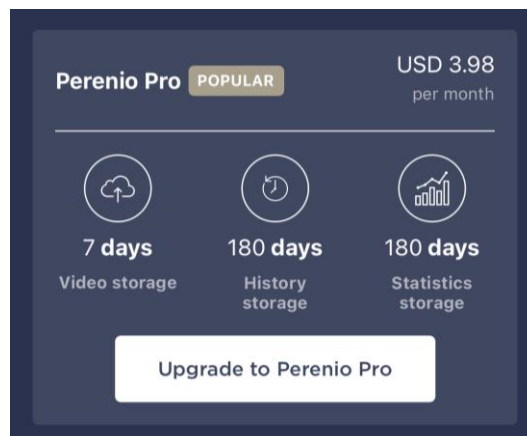 Perenio Pro POPULAR
USD 3.98
per month
7 days
Video storage
180 days
History
storage
180 days
Statistics
storage
Upgrade to Perenio Pro